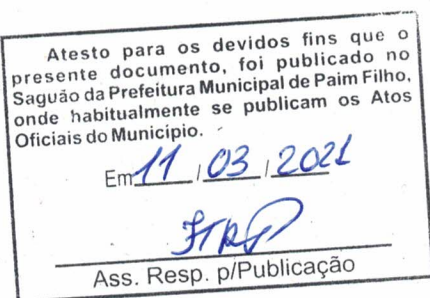 Atesto para os devidos fins que o
presente documento, foi publicado no
Saguão da Prefeitura Municipal de Paim Filho,
onde habitualmente se publicam os Atos
Oficiais do Município.
Em 11 / 03 / 2021
Ass. Resp. p/Publicação